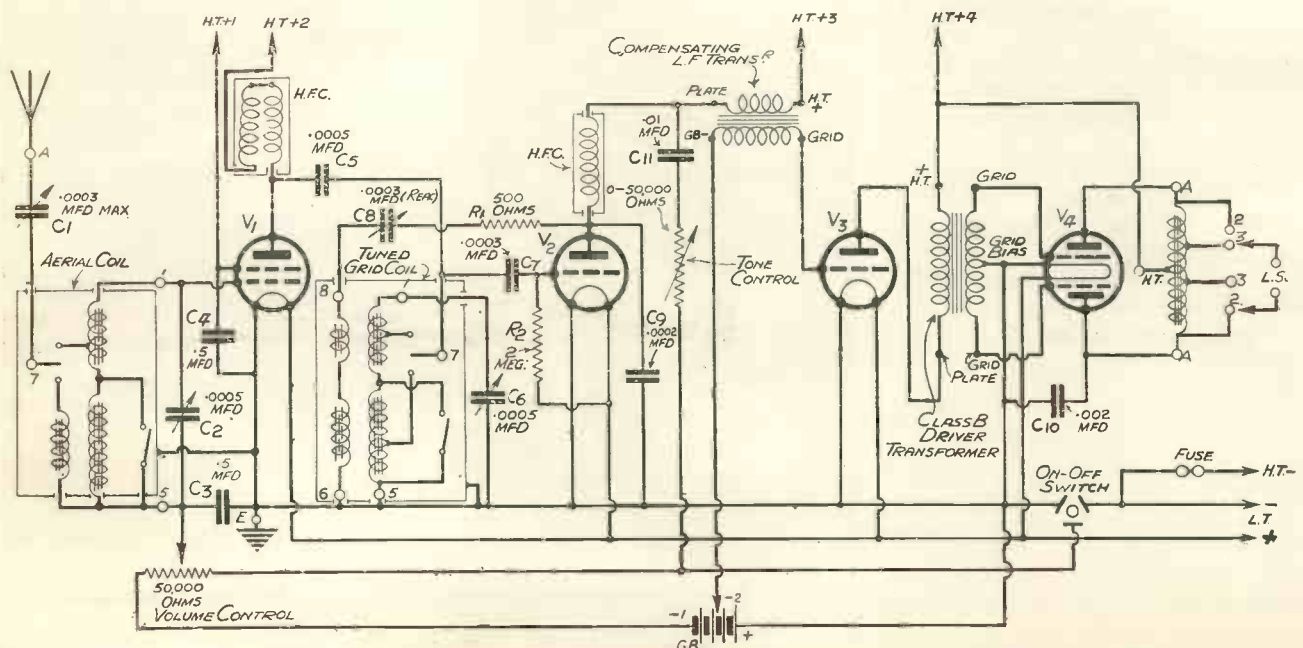 H.T.+1
H.T+2
H.T+3
H.T+4
COMPENSATING
L.F TRANS.R
PLATE
H.T.
+
GB-
GRID
H.F.C.
.0005
MFD
C5
.01
MFD
C11
H.F.C.
0-50,000
OHMS
A
.0003
MFD MAX
C1
V1
.0003
MFD (REAC)
C8
500
OHMS
R1
V2
V3
+
H.T.
GRID
GRID
BIAS
V4
A
2
3
H.T.
L.S.
3
2
A
AERIAL COIL
1
TUNED
GRID COIL
.0003
C7
TONE
CONTROL
8
1
7
7
C4
.5
MFD
R2
2
MEG.
C9
.0002
MFD
GRID
PLATE
.0005
MFD
C2
C6
.0005
MFD
CLASS B
DRIVER
TRANSFORMER
C10
.002
MFD
.5
MFD
C3
5
6
5
E
ON-OFF
SWITCH
FUSE
H.T.-
-
L.T.
+
50,000
OHMS
VOLUME CONTROL
-1
-2
GB
+